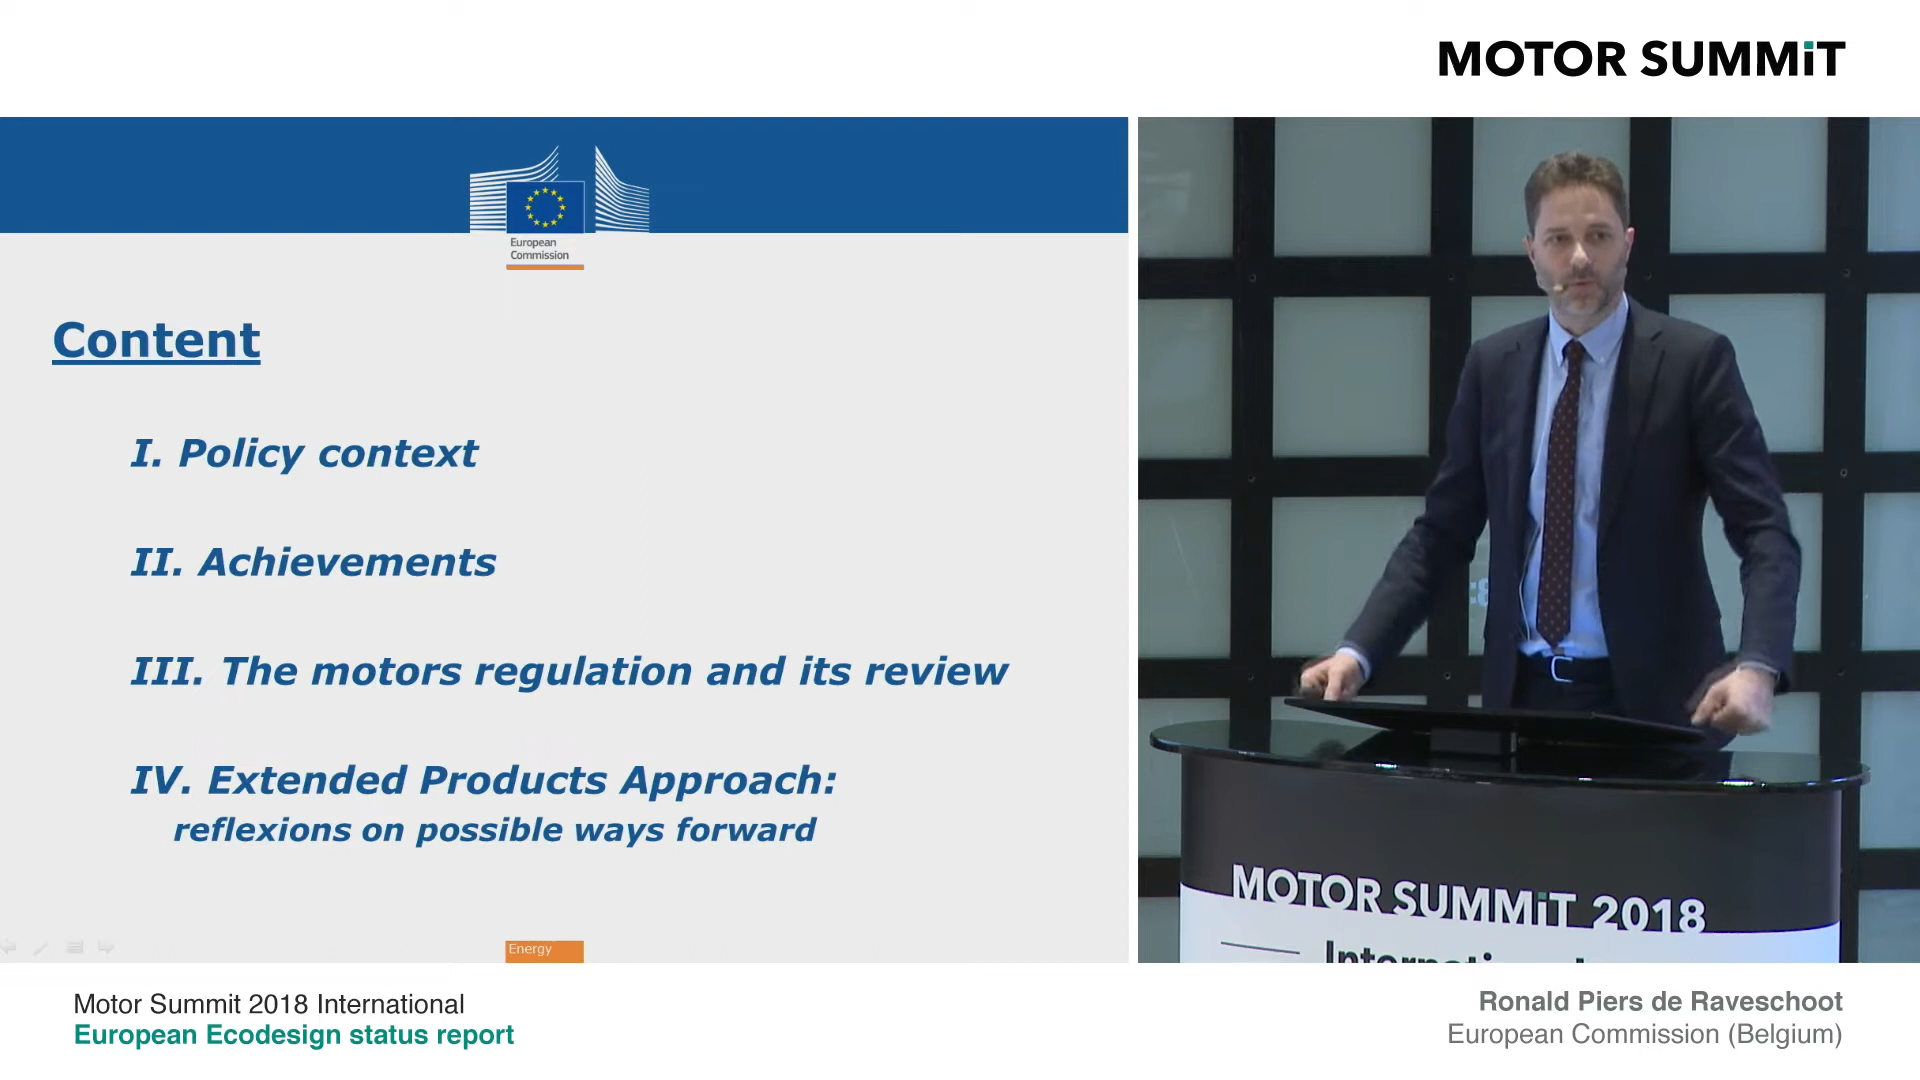 MOTOR SUMMiT
European
Commission
Content
I. Policy context
II. Achievements
III. The motors regulation and its review
IV. Extended Products Approach:
reflexions on possible ways forward
Energy
MOTOR SUMMiT 2018
International
Motor Summit 2018 International
European Ecodesign status report
Ronald Piers de Raveschoot
European Commission (Belgium)